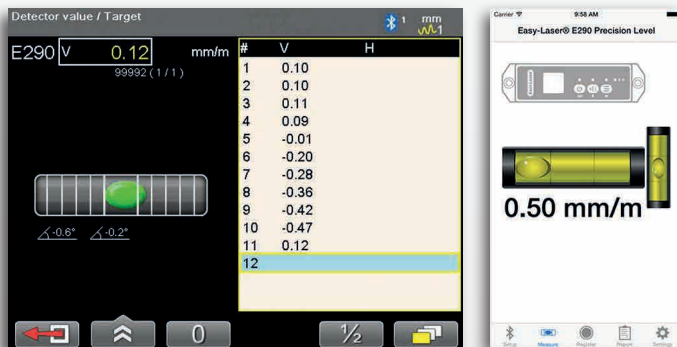 Detector value / Target
1
mm
1
E290
V 0.12 mm/m
99992 ( 1 / 1 )
-0.6°
-0.2°
# V H
1 0.10
2 0.10
3 0.11
4 0.09
5 -0.01
6 -0.20
7 -0.28
8 -0.36
9 -0.42
10 -0.47
11 0.12
12
0
½
Carrier
9:58 AM
Easy-Laser® E290 Precision Level
0.50 mm/m
Setup
Measure
Register
Report
Settings